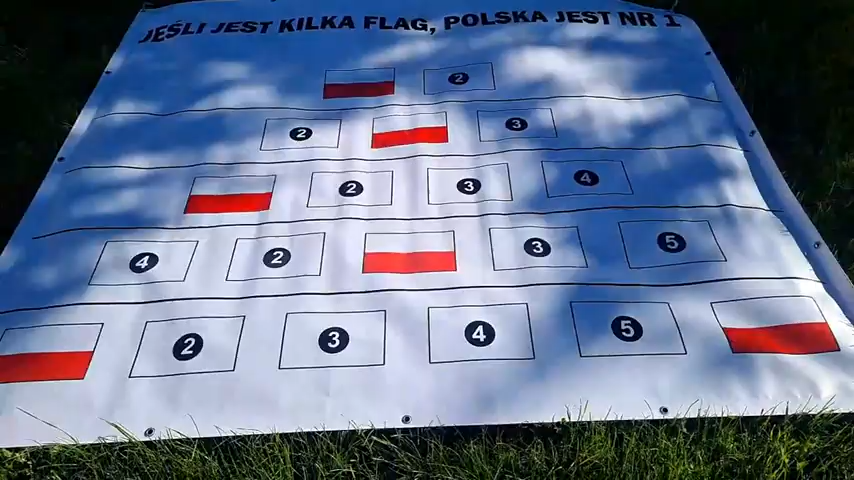 JEŚLI JEST KILKA FLAG, POLSKA JEST NR 1
2
2 3
2 3 4
4 2 3 5
2 3 4 5